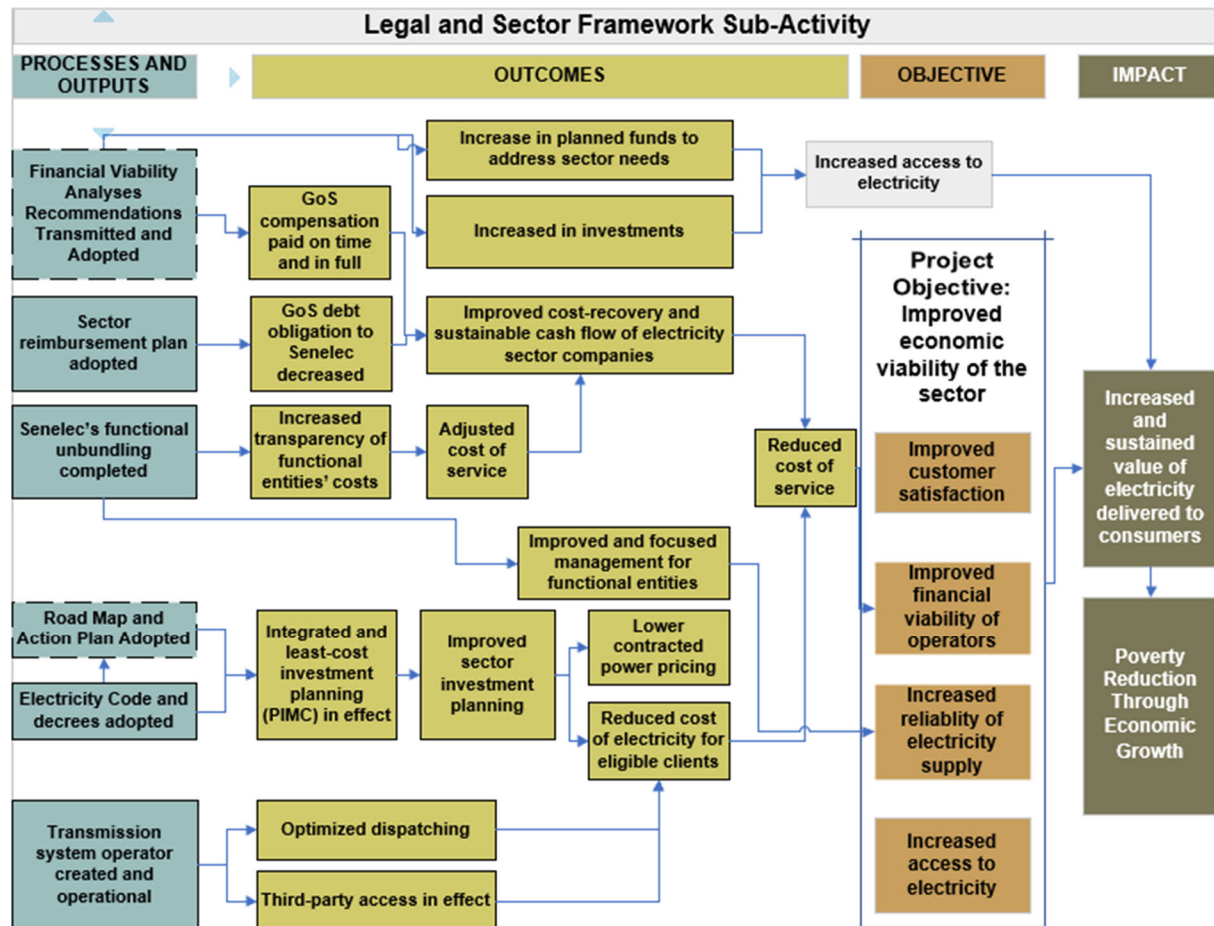 Legal and Sector Framework Sub-Activity
PROCESSES AND
OUTPUTS
OUTCOMES
OBJECTIVE
IMPACT
Financial Viability
Analyses
Recommendations
Transmitted and
Adopted
GoS
compensation
paid on time
and in full
Increase in planned funds to
address sector needs
Increased in investments
Increased access to
electricity
Sector
reimbursement plan
adopted
GoS debt
obligation to
Senelec
decreased
Improved cost-recovery and
sustainable cash flow of electricity
sector companies
Senelec's functional
unbundling
completed
Increased
transparency of
functional
entities' costs
Adjusted
cost of
service
Reduced
cost of
service
Improved and focused
management for
functional entities
Road Map and
Action Plan Adopted
Electricity Code and
decrees adopted
Integrated and
least-cost
investment
planning
(PIMC) in effect
Improved
sector
investment
planning
Lower
contracted
power pricing
Reduced cost
of electricity for
eligible clients
Transmission
system operator
created and
operational
Optimized dispatching
Third-party access in effect
Project
Objective:
Improved
economic
viability of the
sector
Improved
customer
satisfaction
Improved
financial
viability of
operators
Increased
reliablity of
electricity
supply
Increased
access to
electricity
Increased
and
sustained
value of
electricity
delivered to
consumers
Poverty
Reduction
Through
Economic
Growth